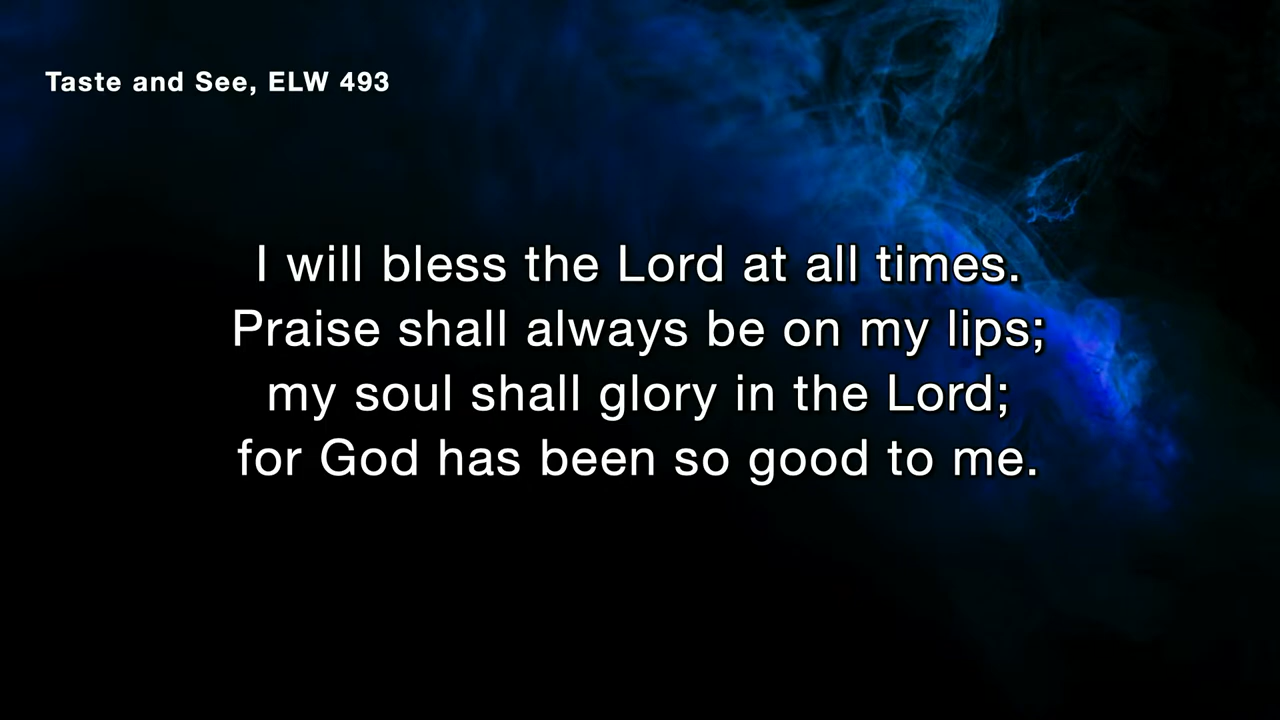 Taste and See, ELW 493
I will bless the Lord at all times.
Praise shall always be on my lips;
my soul shall glory in the Lord;
for God has been so good to me.